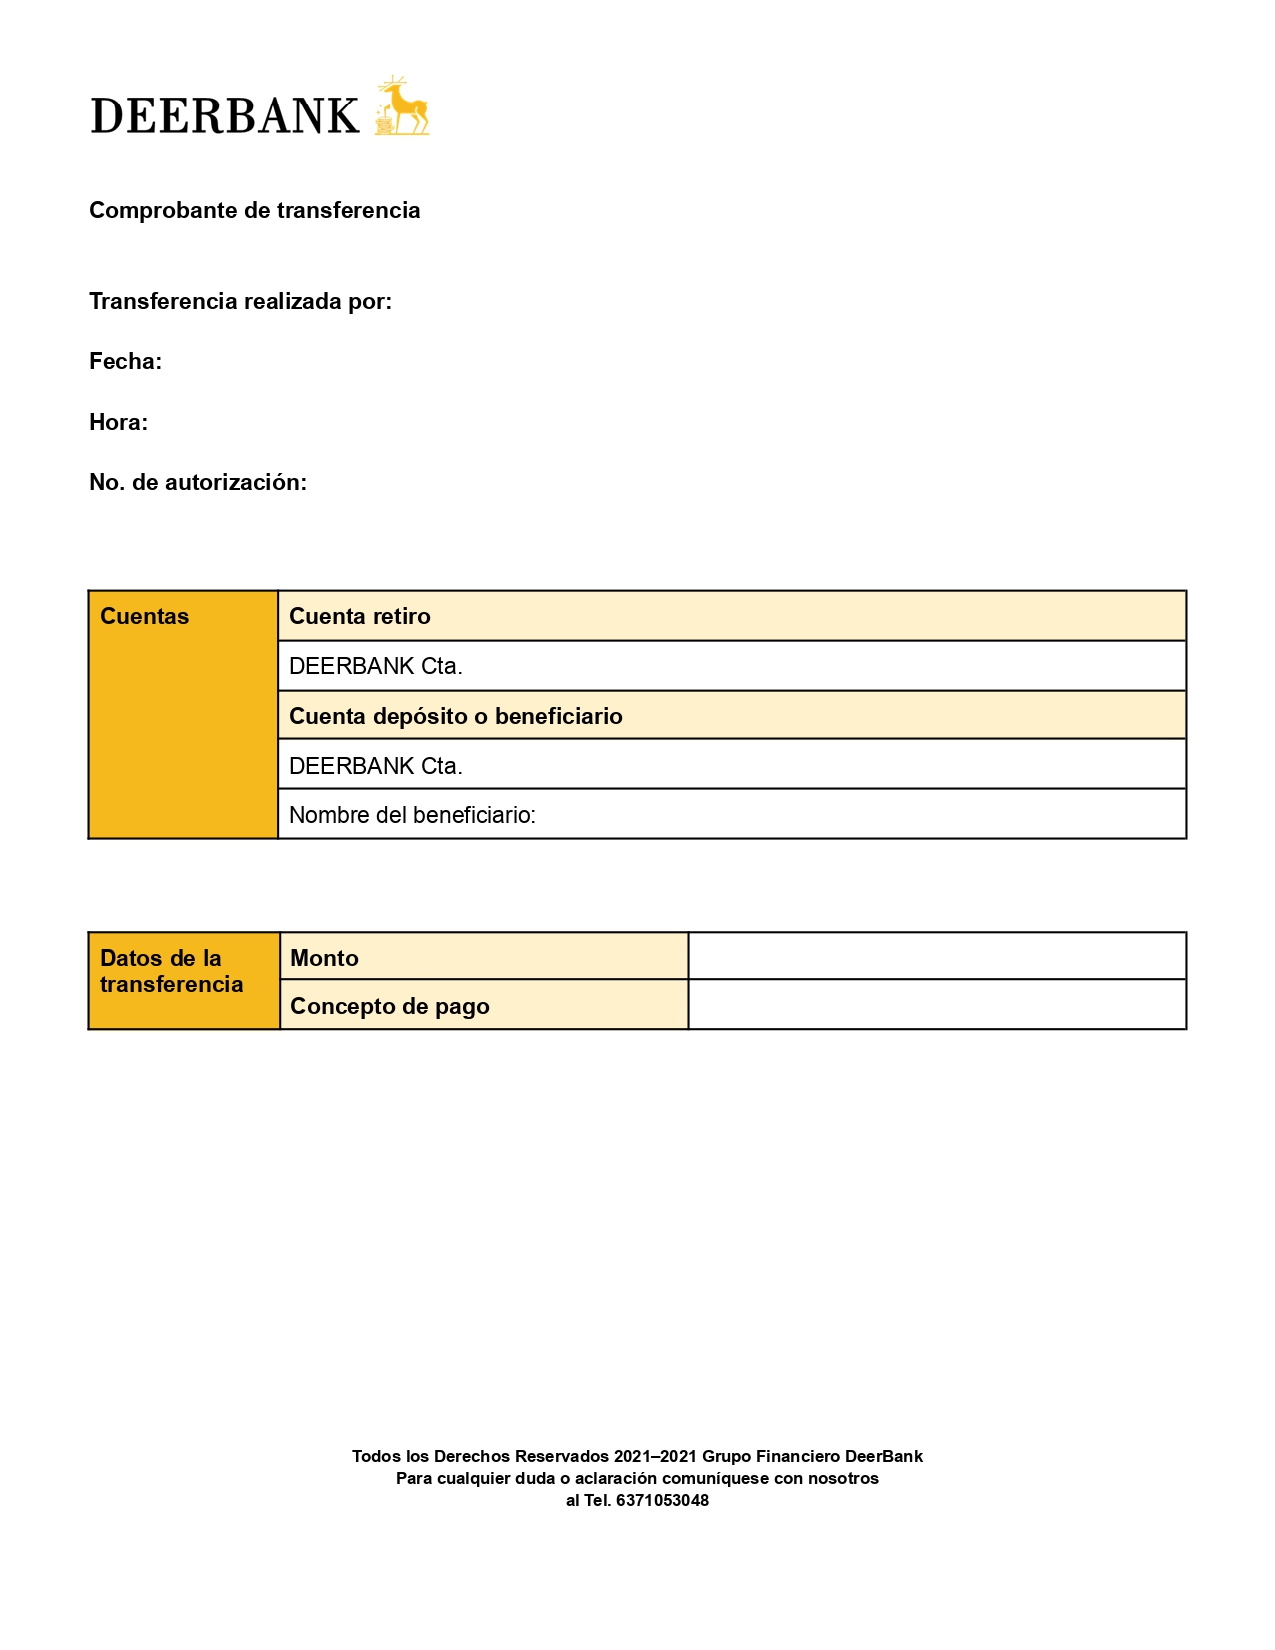 DEERBANK
Comprobante de transferencia
Transferencia realizada por:
Fecha:
Hora:
No. de autorización:
Cuentas
Cuenta retiro
DEERBANK Cta.
Cuenta depósito o beneficiario
DEERBANK Cta.
Nombre del beneficiario:
Datos de la
transferencia
Monto
Concepto de pago
Todos los Derechos Reservados 2021–2021 Grupo Financiero DeerBank
Para cualquier duda o aclaración comuníquese con nosotros
al Tel. 6371053048